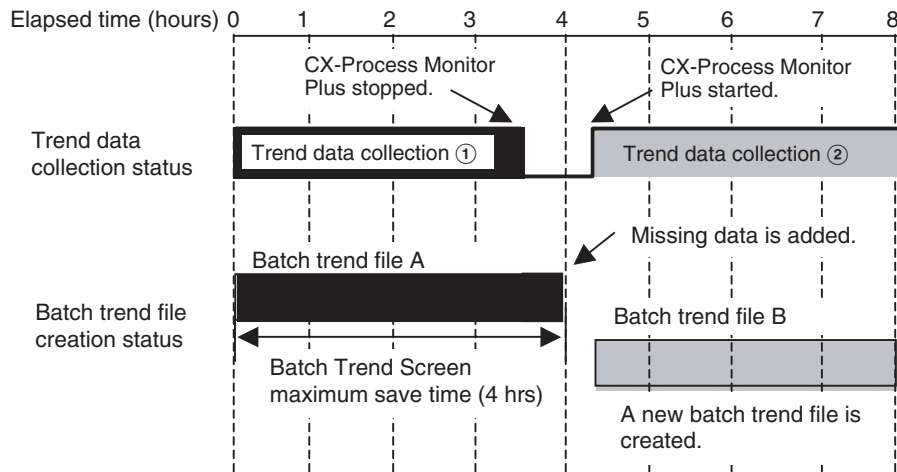 Elapsed time (hours) 0 1 2 3 4 5 6 7 8
CX-Process Monitor
Plus stopped.
CX-Process Monitor
Plus started.
Trend data
collection status
Trend data collection ①
Trend data collection ②
Missing data is added.
Batch trend file A
Batch trend file
creation status
Batch trend file B
Batch Trend Screen
maximum save time (4 hrs)
A new batch trend file is
created.